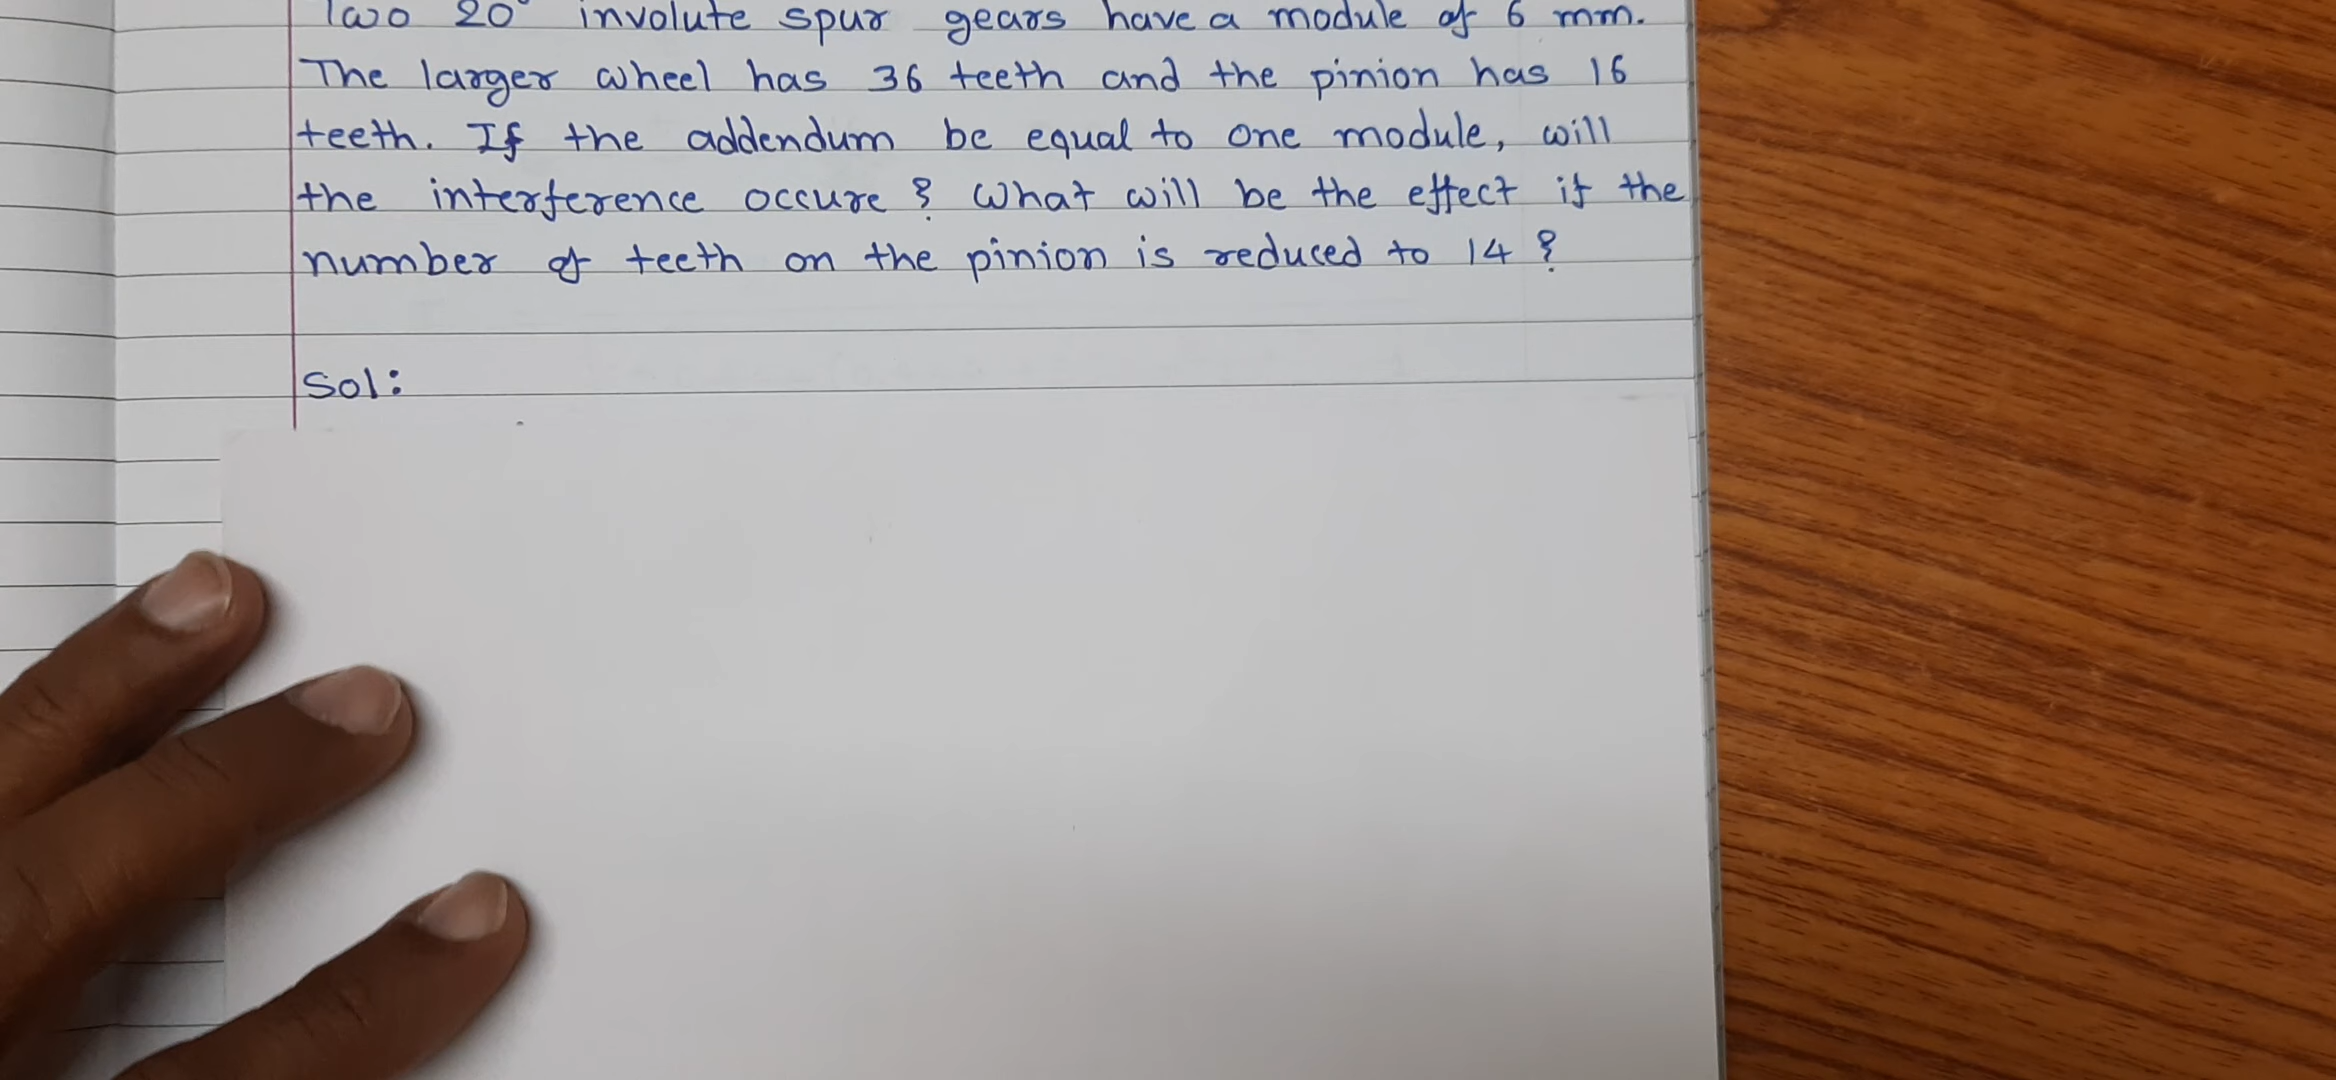 Two 20° involute spur gears have a module of 6 mm.
The larger wheel has 36 teeth and the pinion has 16
teeth. If the addendum be equal to one module, will
the interference occure ? What will be the effect if the
number of teeth on the pinion is reduced to 14 ?
Sol: